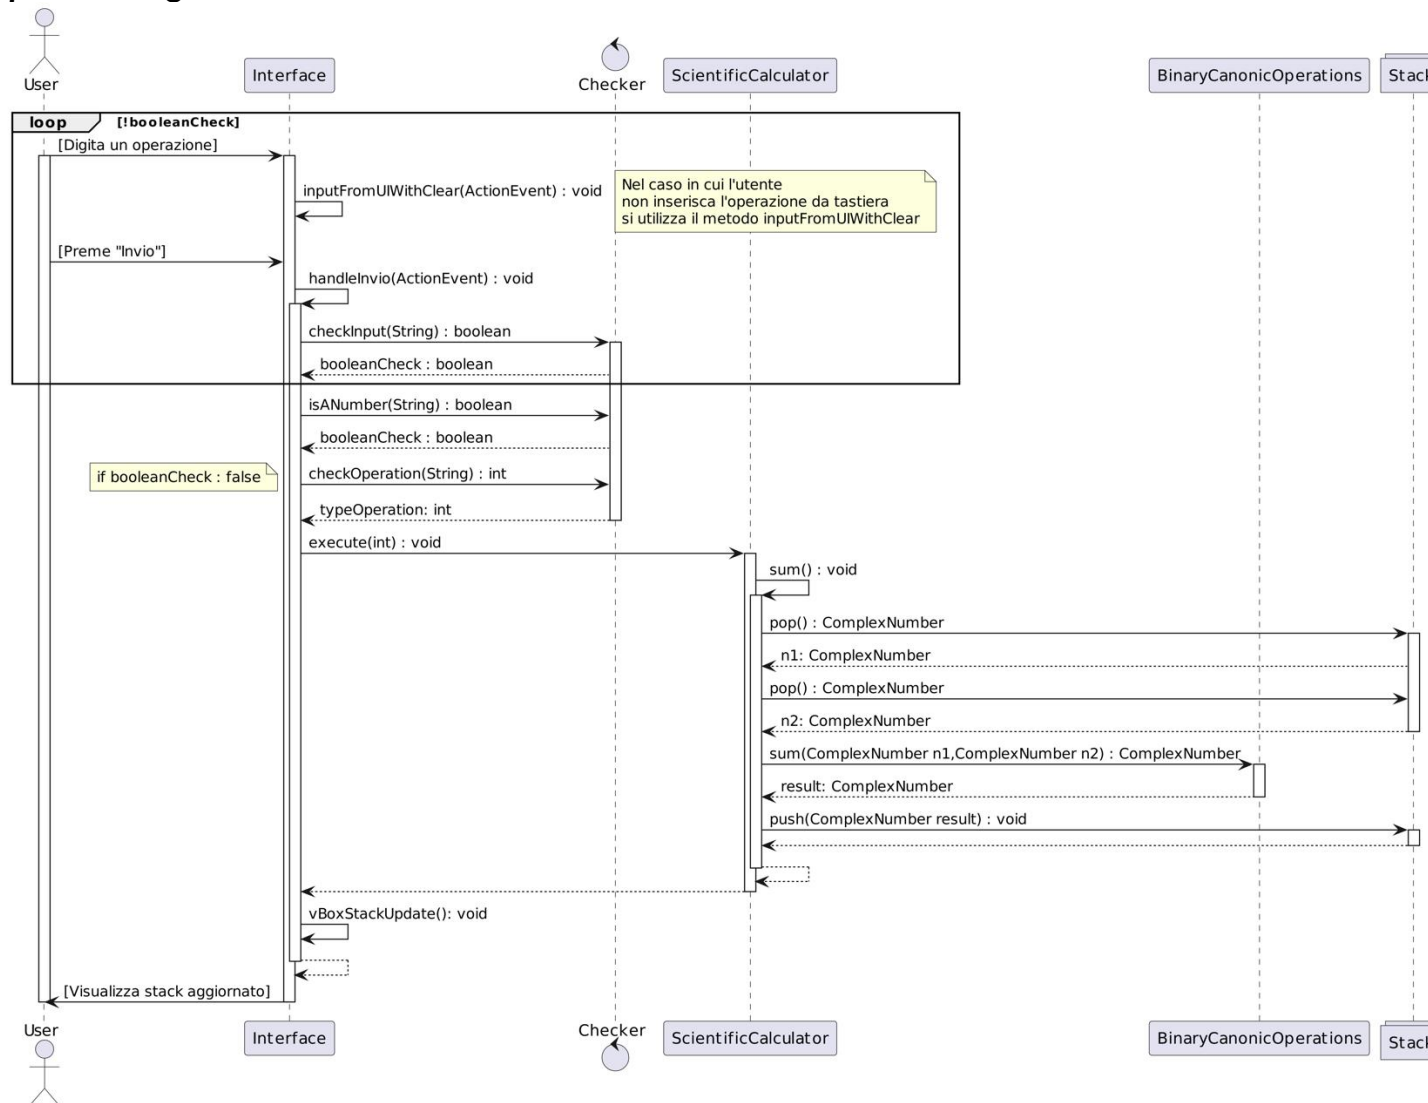 User
Interface
Checker
ScientificCalculator
BinaryCanonicOperations
loop
[!booleanCheck]
[Digita un operazione]
inputFromUIWithClear(ActionEvent) : void
Nel caso in cui l'utente
non inserisca l'operazione da tastiera
si utilizza il metodo inputFromUIWithClear
[Preme "Invio"]
handleInvio(ActionEvent) : void
checkInput(String) : boolean
booleanCheck : boolean
isANumber(String) : boolean
booleanCheck : boolean
if booleanCheck : false
checkOperation(String) : int
typeOperation: int
execute(int) : void
sum() : void
pop() : ComplexNumber
n1: ComplexNumber
pop() : ComplexNumber
n2: ComplexNumber
sum(ComplexNumber n1,ComplexNumber n2) : ComplexNumber
result: ComplexNumber
push(ComplexNumber result) : void
vBoxStackUpdate(): void
[Visualizza stack aggiornato]
User
Interface
Checker
ScientificCalculator
BinaryCanonicOperations